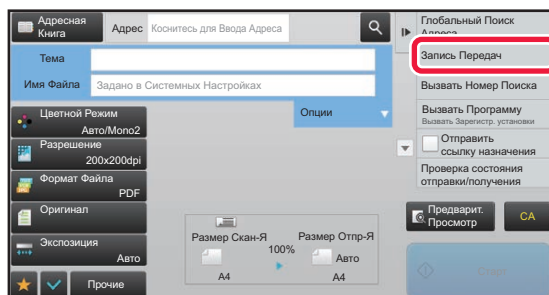 Адресная
Книга
Адрес
Коснитесь для Ввода Адреса
Тема
Имя Файла
Задано в Системных Настройках
Опции
Цветной Режим
Авто/Mono2
Разрешение
200x200dpi
Формат Файла
PDF
Оригинал
Экспозиция
Авто
Прочие
Размер Скан-Я
100%
Размер Отпр-Я
Авто
A4
A4
Глобальный Поиск
Адреса
Запись Передач
Вызвать Номер Поиска
Вызвать Программу
Вызвать Зарегистр. установки
Отправить
ссылку назначения
Проверка состояния
отправки/получения
Предварит.
Просмотр
CA
Старт